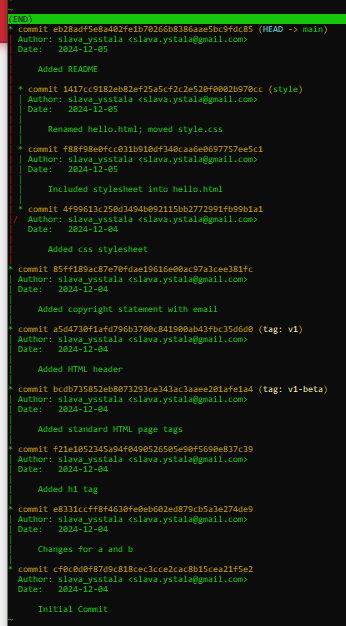 ~
(END)
* commit eb28adf5e8a402fe1b70266b8386aae5bc9fdc85 (HEAD -> main)
| Author: slava_ysstala <slava.ystala@gmail.com>
| Date:   2024-12-05
|
|     Added README
|
| * commit 1417cc9182eb82ef25a5cf2c2e520f0002b970cc (style)
| | Author: slava_ysstala <slava.ystala@gmail.com>
| | Date:   2024-12-05
| |
| |     Renamed hello.html; moved style.css
| |
| * commit f88f98e0fcc031b910df340caa6e0697757ee5c1
| | Author: slava_ysstala <slava.ystala@gmail.com>
| | Date:   2024-12-05
| |
| |     Included stylesheet into hello.html
| |
| * commit 4f99613c250d3494b092115bb2772991fb99b1a1
|/  Author: slava_ysstala <slava.ystala@gmail.com>
|   Date:   2024-12-04
|
|       Added css stylesheet
|
* commit 85ff189ac87e70fdae19616e00ac97a3cee381fc
| Author: slava_ysstala <slava.ystala@gmail.com>
| Date:   2024-12-04
|
|     Added copyright statement with email
|
* commit a5d4730f1afd796b3700c841900ab43fbc35d6d0 (tag: v1)
| Author: slava_ysstala <slava.ystala@gmail.com>
| Date:   2024-12-04
|
|     Added HTML header
|
* commit bcdb735852eb8073293ce343ac3aaee201afe1a4 (tag: v1-beta)
| Author: slava_ysstala <slava.ystala@gmail.com>
| Date:   2024-12-04
|
|     Added standard HTML page tags
|
* commit f21e1052345a94f0490526505e90f5690e837c39
| Author: slava_ysstala <slava.ystala@gmail.com>
| Date:   2024-12-04
|
|     Added h1 tag
|
* commit e8331ccff8f4630fe0eb602ed879cb5a3e274de9
| Author: slava_ysstala <slava.ystala@gmail.com>
| Date:   2024-12-04
|
|     Changes for a and b
|
* commit cf0c0d0f87d9c818cec3cce2cac8b15cea21f5e2
  Author: slava_ysstala <slava.ystala@gmail.com>
  Date:   2024-12-04

      Initial Commit
~